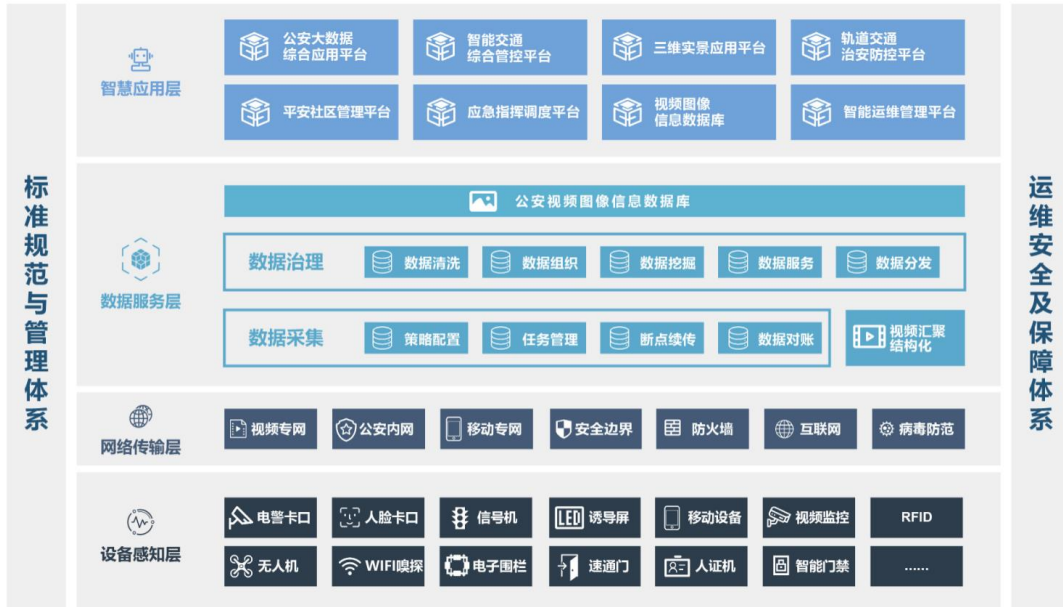 标准规范与管理体系
智慧应用层
公安大数据
综合应用平台
智能交通
综合管控平台
三维实景应用平台
轨道交通
治安防控平台
平安社区管理平台
应急指挥调度平台
视频图像
信息数据库
智能运维管理平台
数据服务层
公安视频图像信息数据库
数据治理
数据清洗
数据组织
数据挖掘
数据服务
数据分发
数据采集
策略配置
任务管理
断点续传
数据对账
视频汇聚
结构化
网络传输层
视频专网
公安内网
移动专网
安全边界
防火墙
互联网
病毒防范
设备感知层
电警卡口
人脸卡口
信号机
LED
诱导屏
移动设备
视频监控
RFID
无人机
WIFI嗅探
电子围栏
速通门
人证机
智能门禁
......
运维安全及保障体系